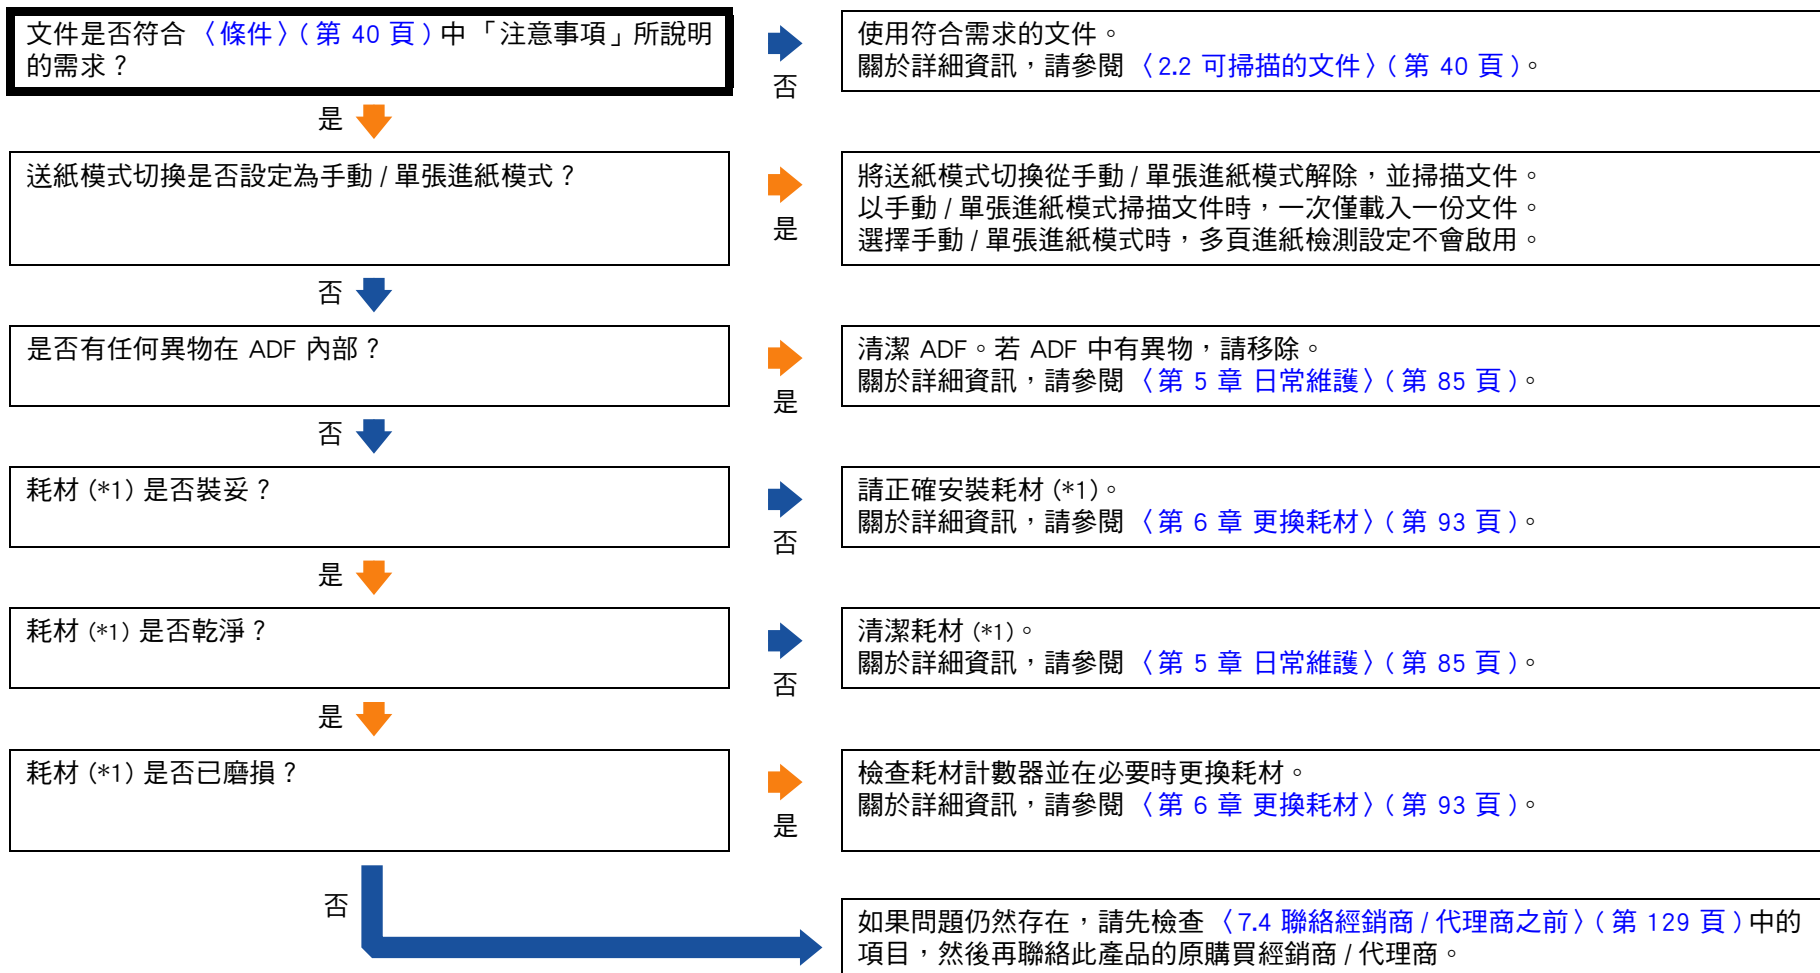 文件是否符合〈條件〉( 第 40 頁 ) 中「注意事項」所說明
的需求？
否
使用符合需求的文件。
關於詳細資訊，請參閱〈2.2 可掃描的文件〉( 第 40 頁 )。
是
送紙模式切換是否設定為手動 / 單張進紙模式？
是
將送紙模式切換從手動 / 單張進紙模式解除，並掃描文件。
以手動 / 單張進紙模式掃描文件時，一次僅載入一份文件。
選擇手動 / 單張進紙模式時，多頁進紙檢測設定不會啟用。
否
是否有任何異物在 ADF 內部？
是
清潔 ADF。若 ADF 中有異物，請移除。
關於詳細資訊，請參閱〈第 5 章 日常維護〉( 第 85 頁 )。
否
耗材 (*1) 是否裝妥？
否
請正確安裝耗材 (*1)。
關於詳細資訊，請參閱〈第 6 章 更換耗材〉( 第 93 頁 )。
是
耗材 (*1) 是否乾淨？
否
清潔耗材 (*1)。
關於詳細資訊，請參閱〈第 5 章 日常維護〉( 第 85 頁 )。
是
耗材 (*1) 是否已磨損？
是
檢查耗材計數器並在必要時更換耗材。
關於詳細資訊，請參閱〈第 6 章 更換耗材〉( 第 93 頁 )。
否
如果問題仍然存在，請先檢查〈7.4 聯絡經銷商 / 代理商之前〉( 第 129 頁 ) 中的
項目，然後再聯絡此產品的原購買經銷商 / 代理商。